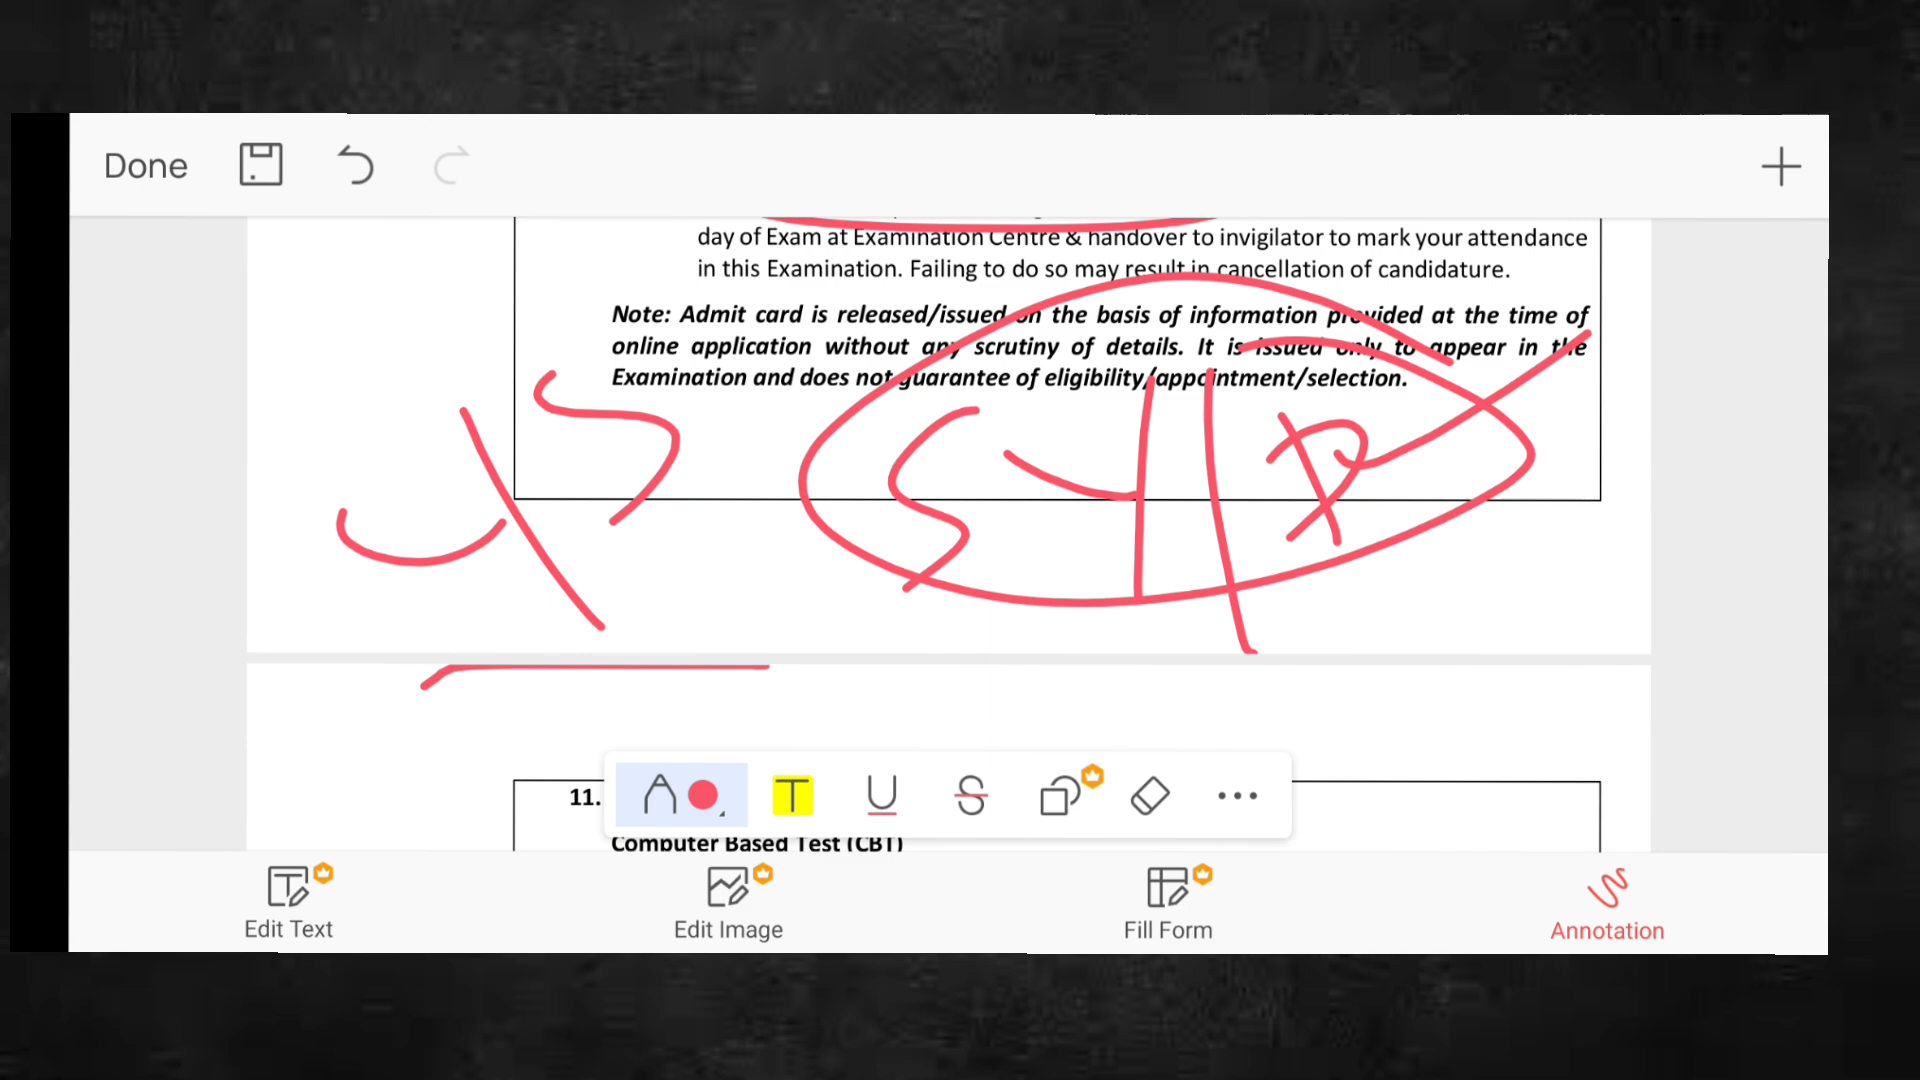 Done
day of Exam at Examination Centre & handover to invigilator to mark your attendance
in this Examination. Failing to do so may result in cancellation of candidature.
Note: Admit card is released/issued on the basis of information provided at the time of
online application without any scrutiny of details. It is issued only to appear in the
Examination and does not guarantee of eligibility/appointment/selection.
11.
Computer Based Test (CBT)
Edit Text
Edit Image
Fill Form
Annotation